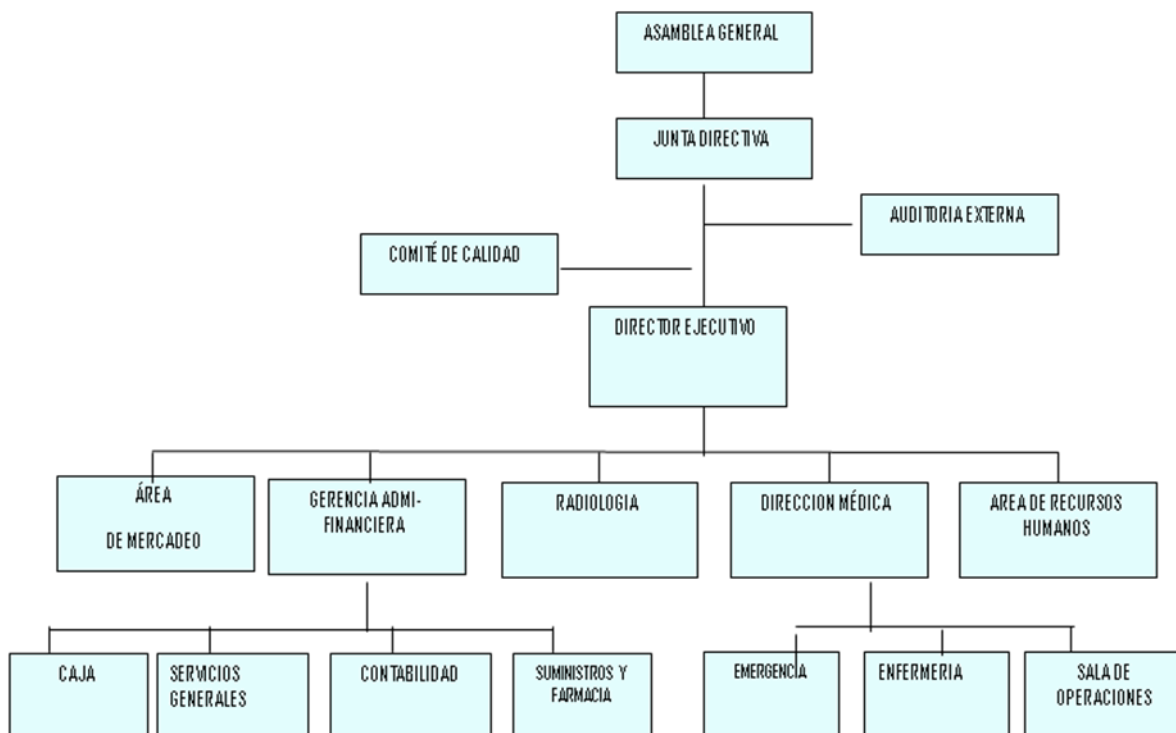 ASAMBLEA GENERAL
JUNTA DIRECTIVA
AUDITORIA EXTERNA
COMITÉ DE CALIDAD
DIRECTOR EJECUTIVO
ÁREA
DE MERCADEO
GERENCIA ADMI-
FINANCIERA
RADIOLOGIA
DIRECCION MÉDICA
AREA DE RECURSOS
HUMANOS
CAJA
SERVICIOS
GENERALES
CONTABILIDAD
SUMINISTROS Y
FARMACIA
EMERGENCIA
ENFERMERIA
SALA DE
OPERACIONES